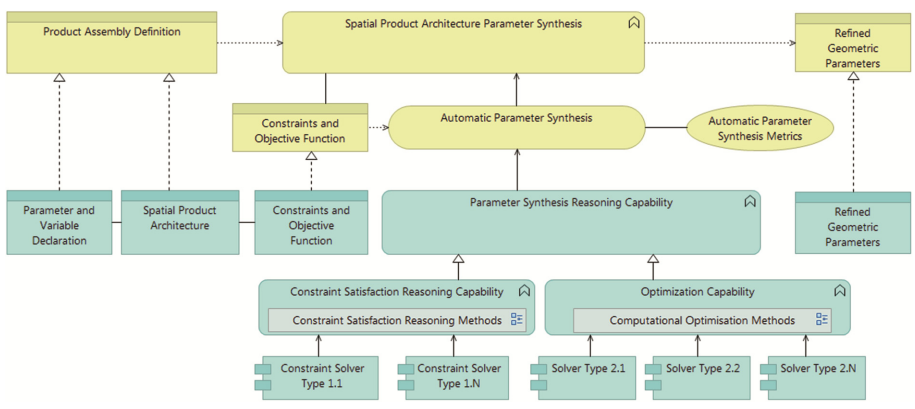 Product Assembly Definition
Spatial Product Architecture Parameter Synthesis
Refined
Geometric
Parameters
Constraints and
Objective Function
Automatic Parameter Synthesis
Automatic Parameter
Synthesis Metrics
Parameter and
Variable
Declaration
Spatial Product
Architecture
Constraints and
Objective
Function
Parameter Synthesis Reasoning Capability
Refined
Geometric
Parameters
Constraint Satisfaction Reasoning Capability
Constraint Satisfaction Reasoning Methods
Optimization Capability
Computational Optimisation Methods
Constraint Solver
Type 1.1
Constraint Solver
Type 1.N
Solver Type 2.1
Solver Type 2.2
Solver Type 2.N